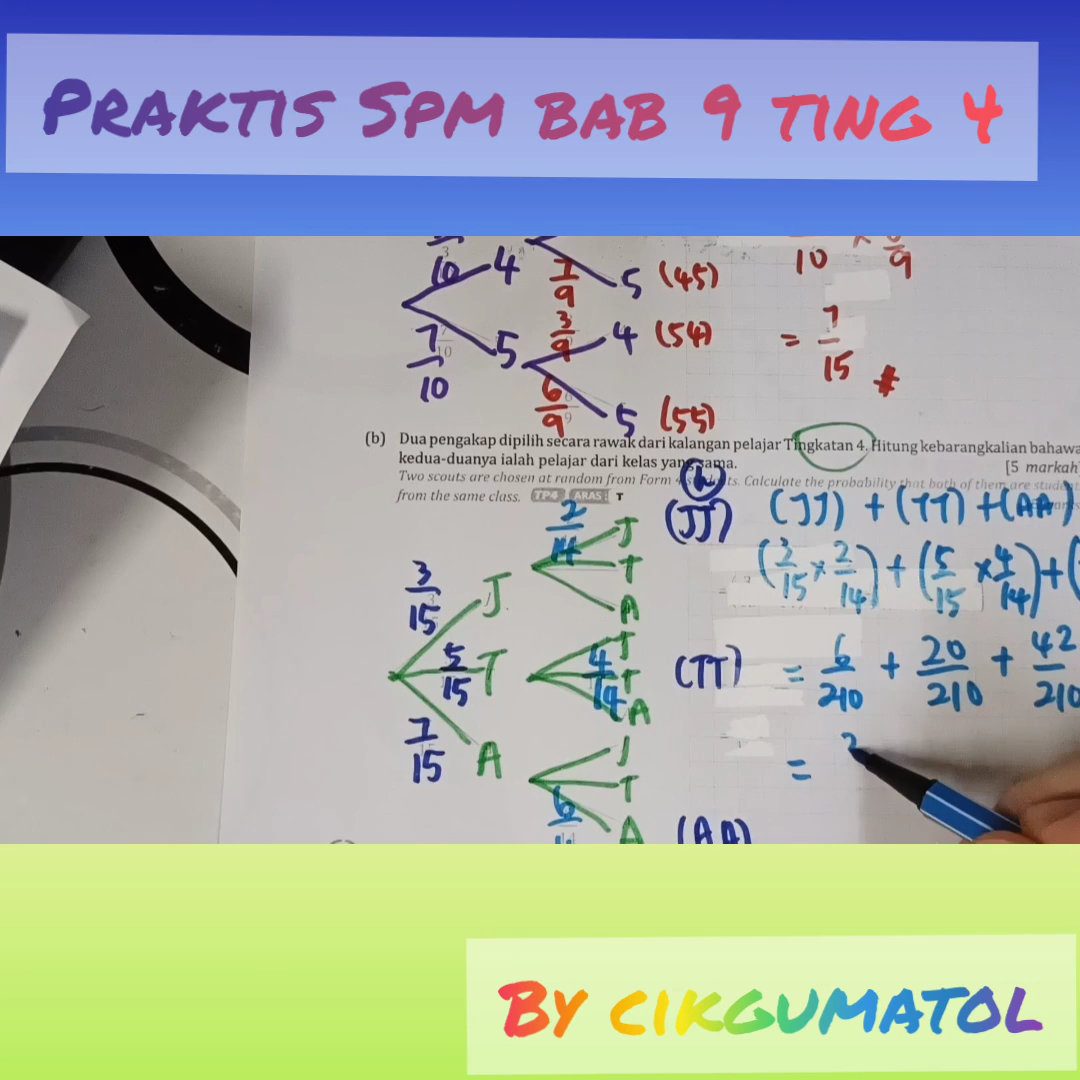 PRAKTIS SPM BAB 9 TING 4
10 4 7/9 5 (45) 10 × 9
7/10 5 3/9 4 (54) = 7/15 #
6/9 5 (55)
(b) Dua pengakap dipilih secara rawak dari kalangan pelajar Tingkatan 4. Hitung kebarangkalian bahawa
kedua-duanya ialah pelajar dari kelas yang sama. [5 markah
Two scouts are chosen at random from Form 4 students. Calculate the probability that both of them are student
from the same class. TP4 ARAS: T
(b)
2/14 J (JJ) (JJ) + (TT) + (AA)
3/15 J T (3/15 × 2/14) + (5/15 × 4/14) + (
A
5/15 T J
4/14 T (TT) = 6/210 + 20/210 + 42/210
A
7/15 A J =
T
6 A (AA)
BY CIKGUMATOL